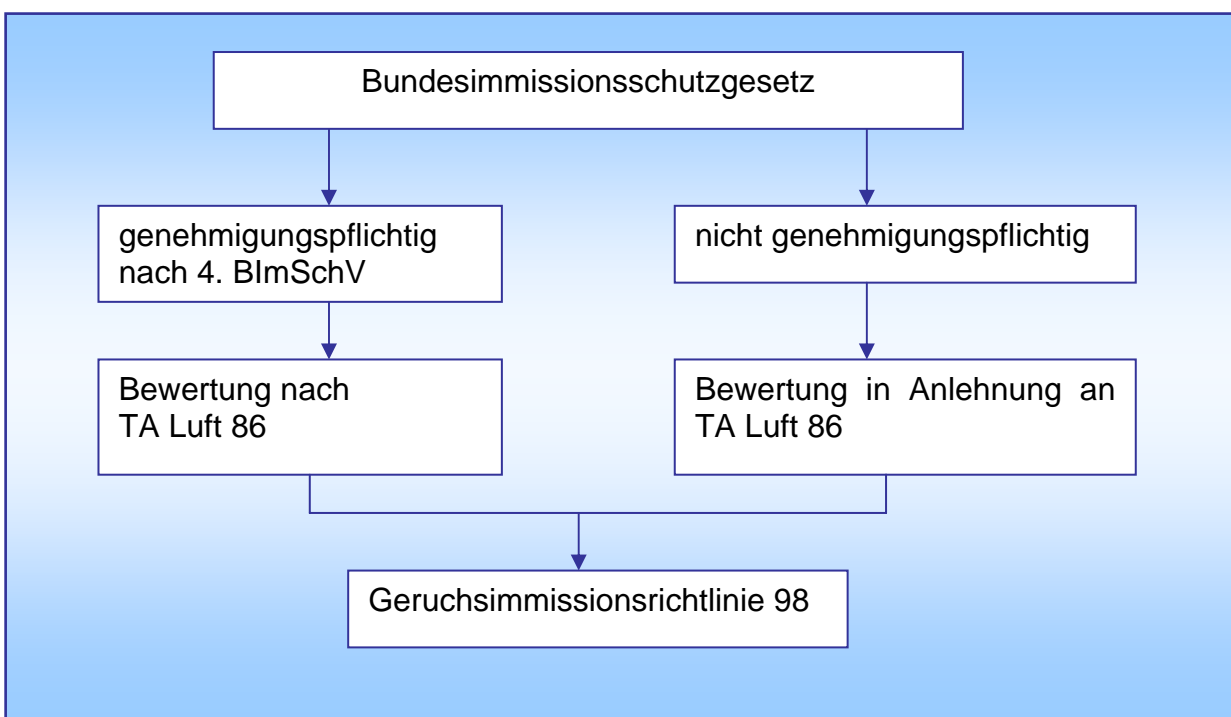 Bundesimmissionsschutzgesetz
genehmigungspflichtig
nach 4. BImSchV
nicht genehmigungspflichtig
Bewertung nach
TA Luft 86
Bewertung in Anlehnung an
TA Luft 86
Geruchsimmissionsrichtlinie 98